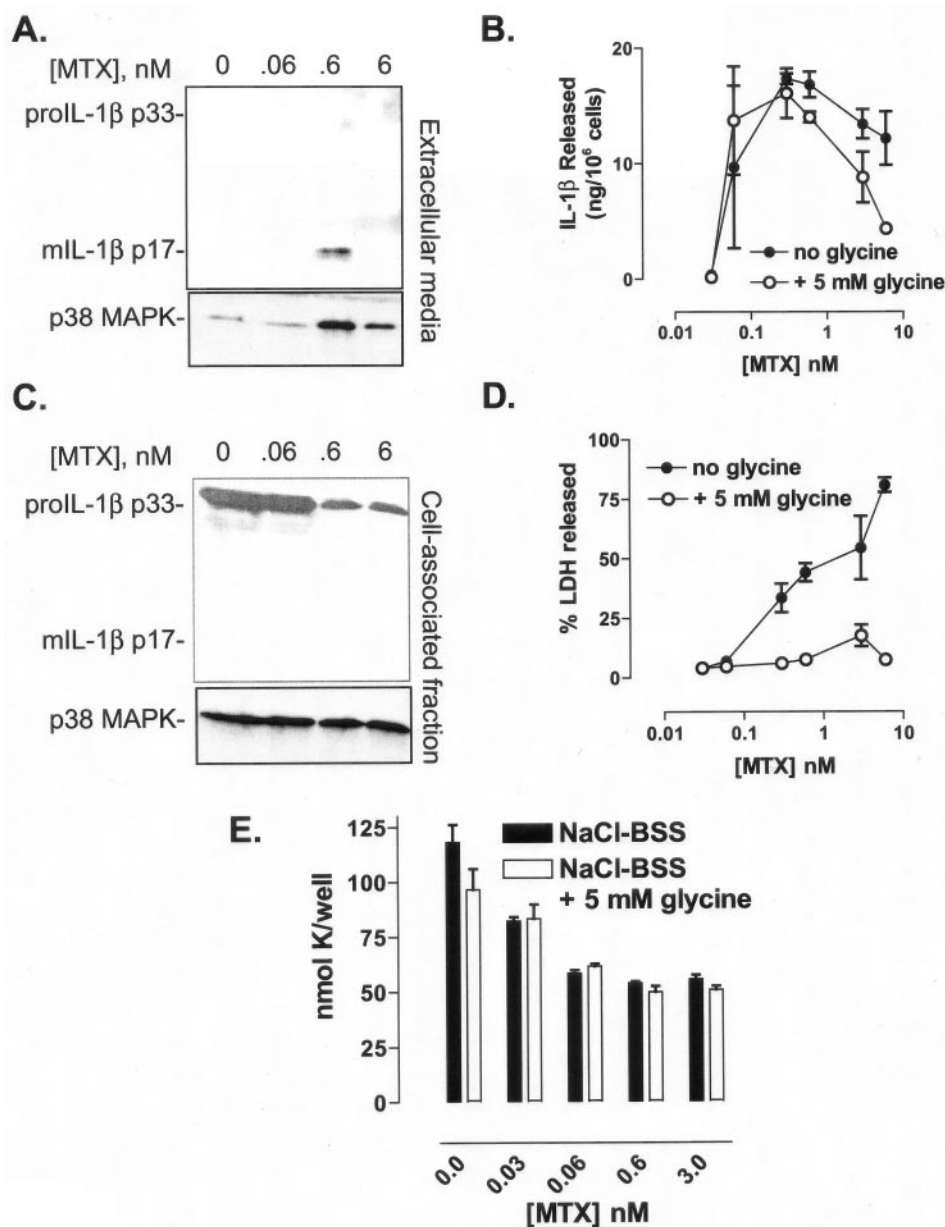 A.
[MTX], nM 0 .06 .6 6
proIL-1β p33-
mIL-1β p17-
p38 MAPK-
Extracellular media
B.
IL-1β Released
(ng/10⁶ cells)
20
10
0
no glycine
+ 5 mM glycine
0.01 0.1 1 10
[MTX] nM
C.
[MTX], nM 0 .06 .6 6
proIL-1β p33-
mIL-1β p17-
p38 MAPK-
Cell-associated fraction
D.
% LDH released
100
75
50
25
0
no glycine
+ 5 mM glycine
0.01 0.1 1 10
[MTX] nM
E.
nmol K/well
125
100
75
50
25
0
NaCl-BSS
NaCl-BSS
+ 5 mM glycine
0.0 0.03 0.06 0.6 3.0
[MTX] nM